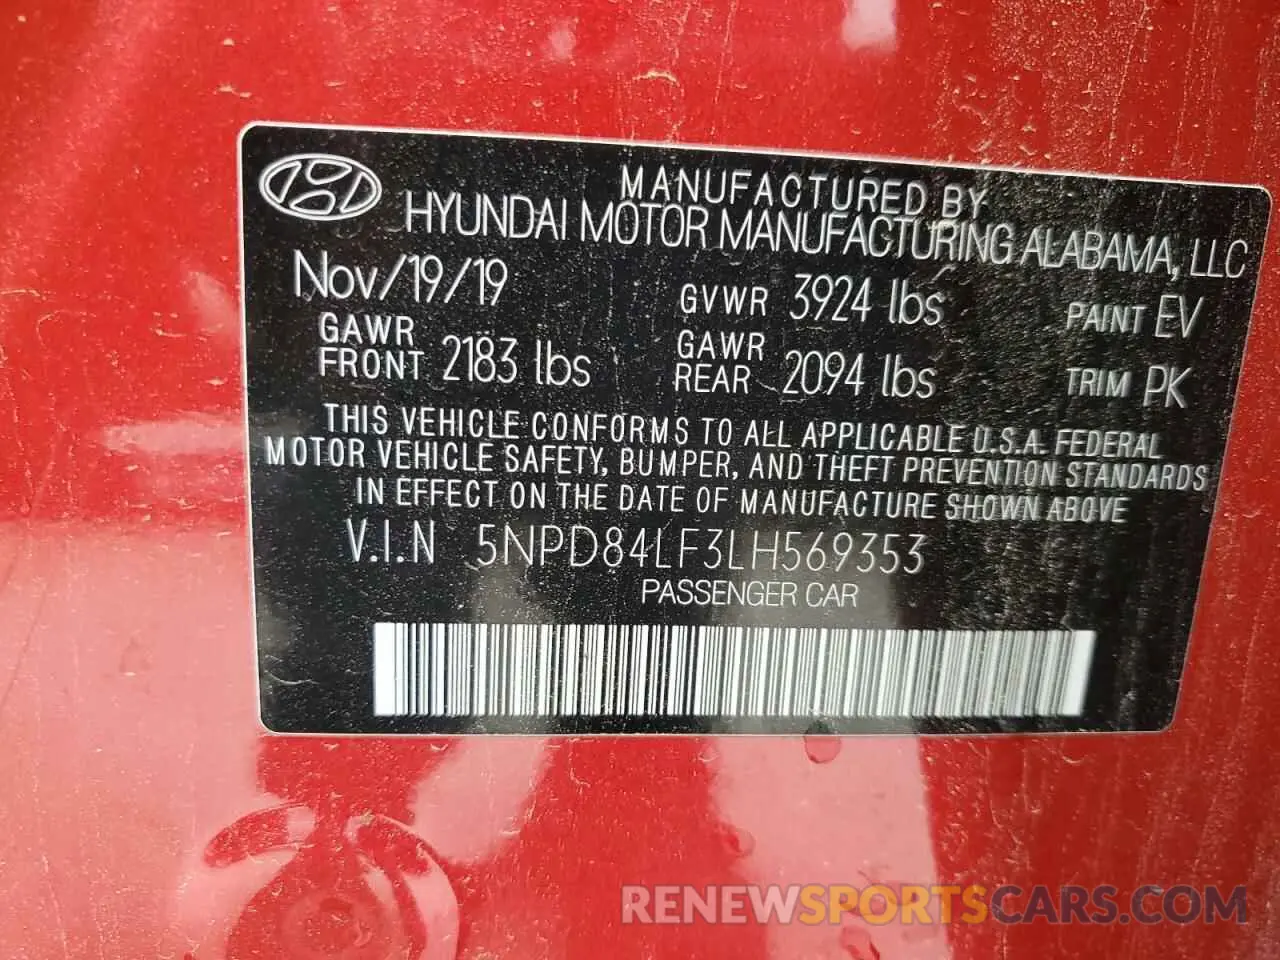 MANUFACTURED BY
HYUNDAI MOTOR MANUFACTURING ALABAMA, LLC
Nov/19/19 GVWR 3924 lbs PAINT EV
GAWR FRONT 2183 lbs GAWR REAR 2094 lbs TRIM PK
THIS VEHICLE CONFORMS TO ALL APPLICABLE U.S.A. FEDERAL
MOTOR VEHICLE SAFETY, BUMPER, AND THEFT PREVENTION STANDARDS
IN EFFECT ON THE DATE OF MANUFACTURE SHOWN ABOVE
V.I.N 5NPD84LF3LH569353
PASSENGER CAR
RENEWSPORTSCARS.COM